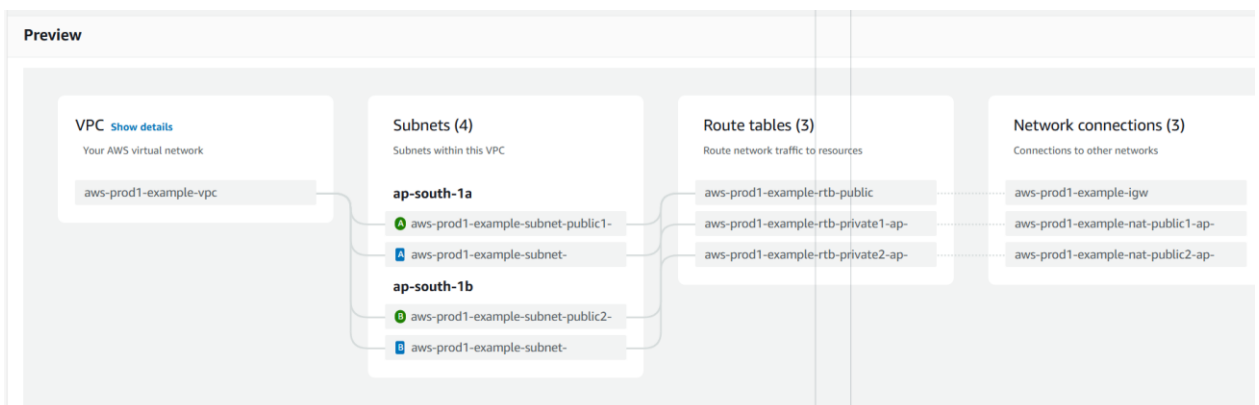 Preview
VPC Show details
Your AWS virtual network
aws-prod1-example-vpc
Subnets (4)
Subnets within this VPC
ap-south-1a
A aws-prod1-example-subnet-public1-
A aws-prod1-example-subnet-
ap-south-1b
B aws-prod1-example-subnet-public2-
B aws-prod1-example-subnet-
Route tables (3)
Route network traffic to resources
aws-prod1-example-rtb-public
aws-prod1-example-rtb-private1-ap-
aws-prod1-example-rtb-private2-ap-
Network connections (3)
Connections to other networks
aws-prod1-example-igw
aws-prod1-example-nat-public1-ap-
aws-prod1-example-nat-public2-ap-